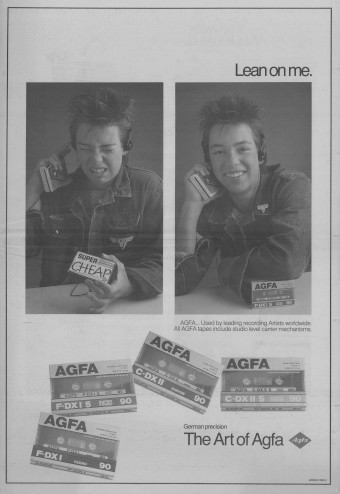 Lean on me.
SUPER
CHEAP
AGFA
AGFA... Used by leading recording Artists worldwide.
All AGFA tapes include studio level carrier mechanisms.
AGFA
F-DX I S 90
AGFA
C-DX II 90
AGFA
C-DX II S 90
AGFA
F-DX I 90
German precision
The Art of Agfa
Agfa